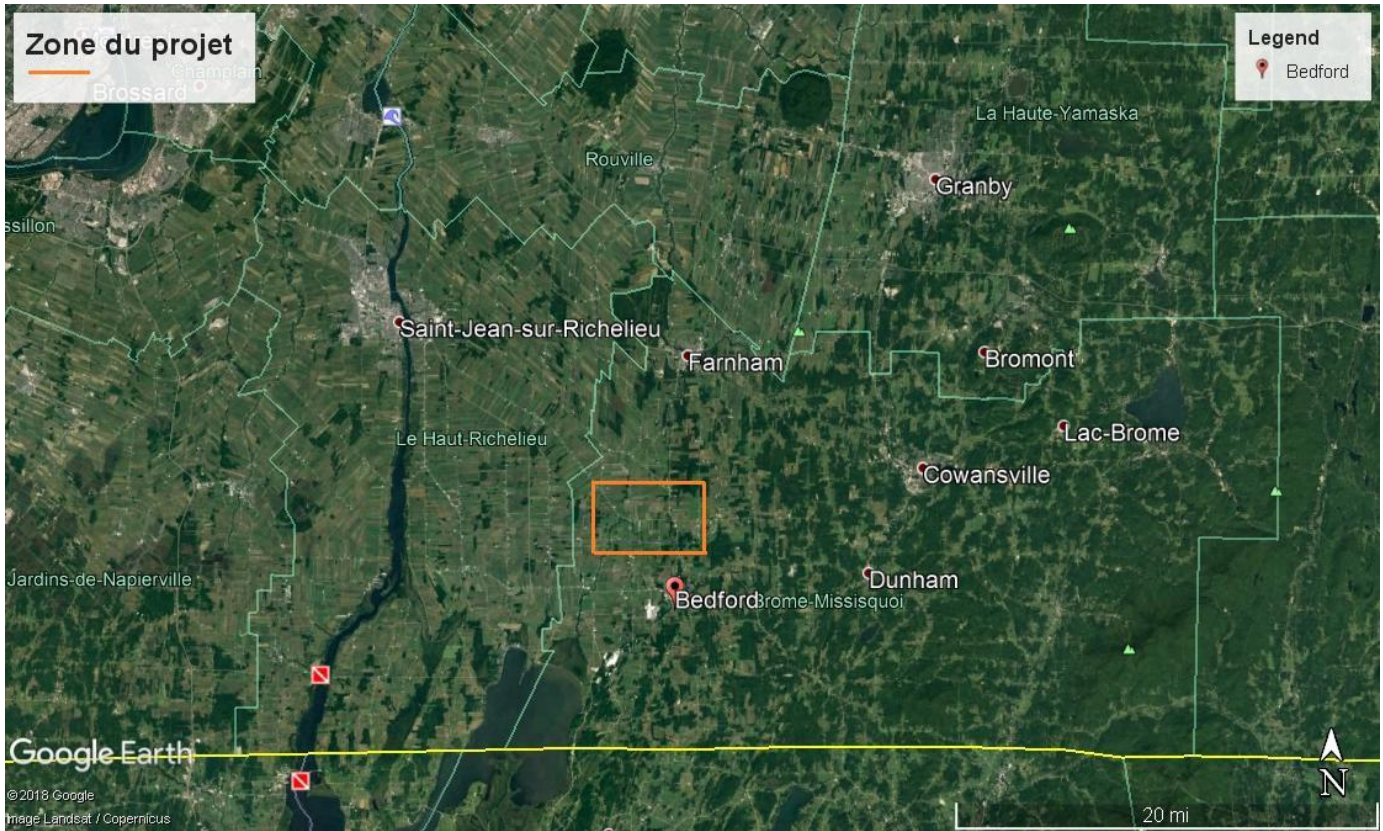 Zone du projet
Champlain
Brossard
Legend
Bedford
La Haute-Yamaska
Rouville
Granby
ssillon
Saint-Jean-sur-Richelieu
Farnham
Bromont
Le Haut-Richelieu
Lac-Brome
Cowansville
Jardins-de-Napierville
Dunham
Bedford
Brome-Missisquoi
Google Earth
N
©2018 Google
20 mi
mage Landsat / Copernicus